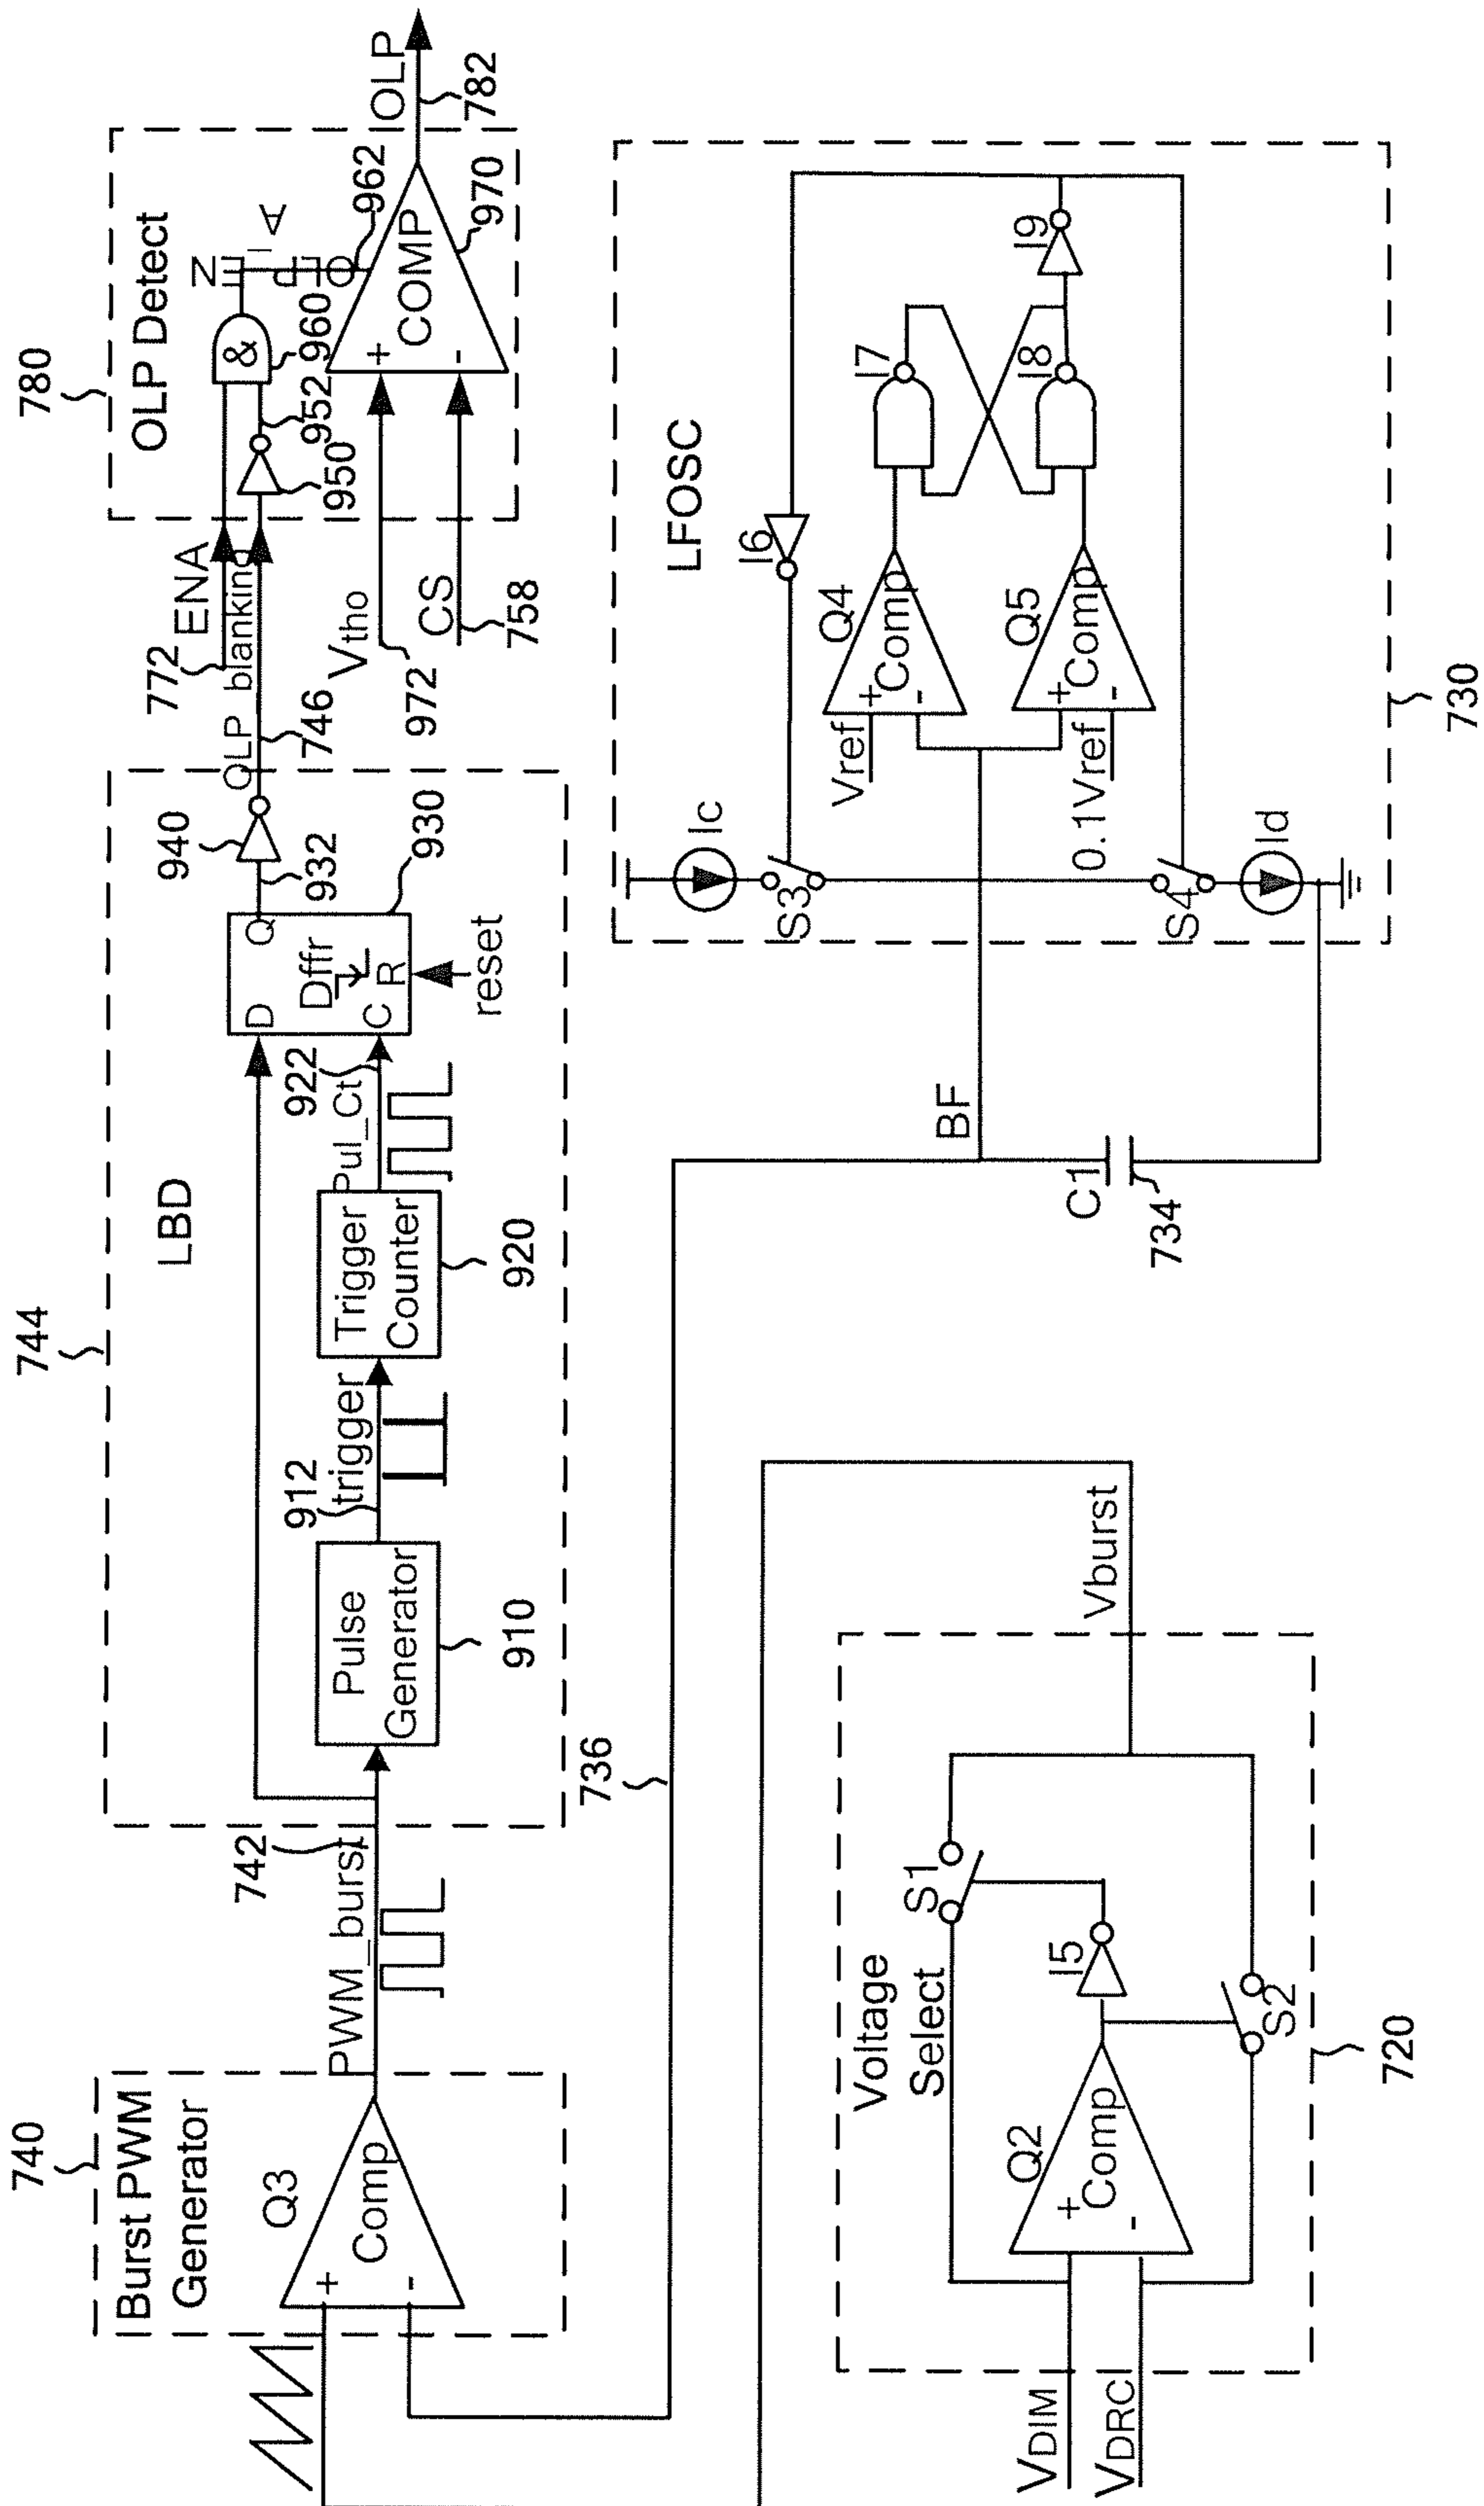 740
Burst PWM
Generator
Q3
Comp
+
-
PWM_burst
742
744
LBD
Pulse
Generator
910
912
trigger
Trigger
Counter
920
922
Pul_Ct
D
Q
Dffr
C
R
reset
930
932
940
OLP blanking
746
772
ENA
Vtho
972
CS
758
780
OLP Detect
950
952
&
960
962
+
-
COMP
970
OLP
782
736
Voltage
Select
VDIM
VDRC
Q2
+
-
Comp
I5
S1
S2
720
Vburst
BF
C1
734
LFOSC
Ic
S3
S4
Id
Vref
0.1Vref
Q4
+
-
Comp
Q5
+
-
Comp
I6
I7
I8
I9
730